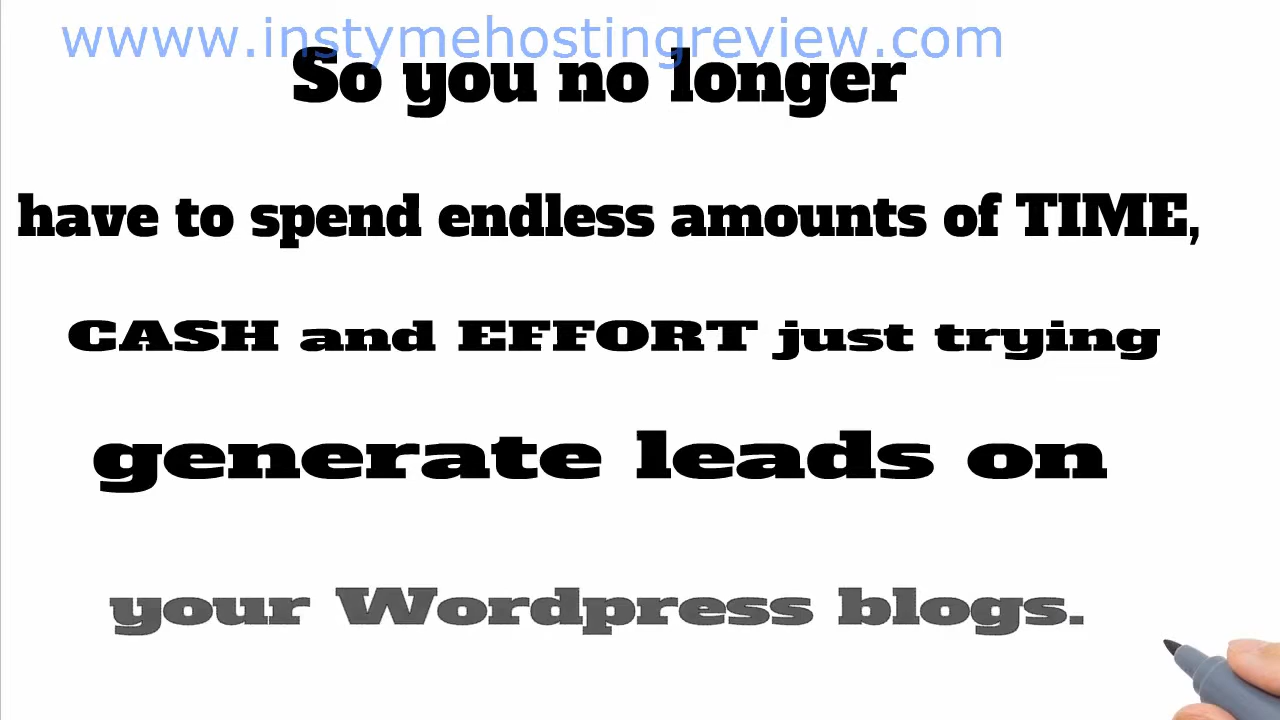 wwww.instymehostingreview.com
So you no longer
have to spend endless amounts of TIME,
CASH and EFFORT just trying
generate leads on
your Wordpress blogs.